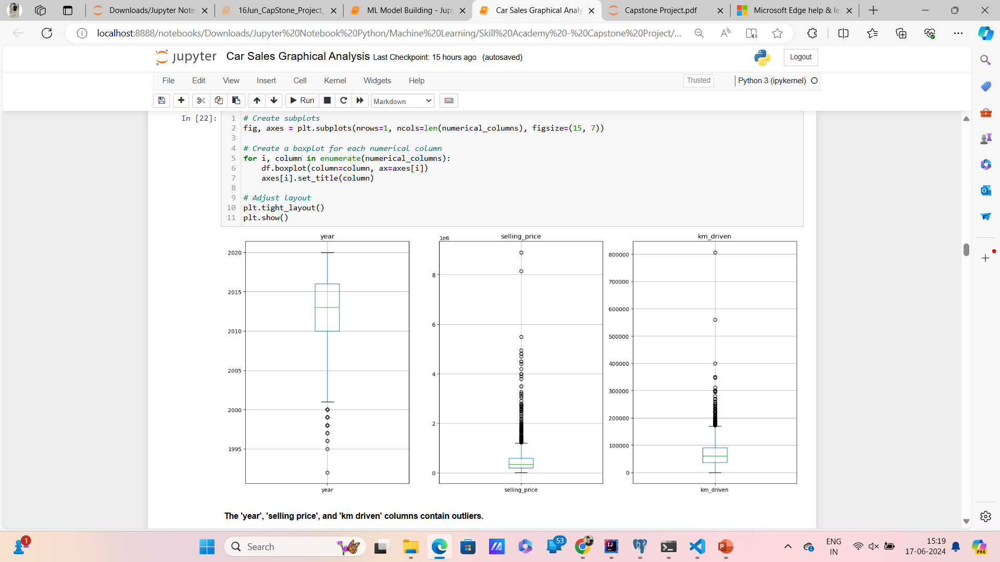 Downloads/Jupyter Note
16Jun_CapStone_Project_
ML Model Building - Jup
Car Sales Graphical Analy
Capstone Project.pdf
Microsoft Edge help & le
localhost:8888/notebooks/Downloads/Jupyter%20Notebook%20Python/Machine%20Learning/Skill%20Academy%20-%20Capstone%20Project/...
jupyter Car Sales Graphical Analysis Last Checkpoint: 15 hours ago (autosaved)
Logout
File Edit View Insert Cell Kernel Widgets Help
Trusted
Python 3 (ipykernel)
Run
Markdown
In [22]:
1 # Create subplots
2 fig, axes = plt.subplots(nrows=1, ncols=len(numerical_columns), figsize=(15, 7))
3
4 # Create a boxplot for each numerical column
5 for i, column in enumerate(numerical_columns):
6     df.boxplot(column=column, ax=axes[i])
7     axes[i].set_title(column)
8
9 # Adjust layout
10 plt.tight_layout()
11 plt.show()
year
2020
2015
2010
2005
2000
1995
year
selling_price
1e6
8
6
4
2
0
selling_price
km_driven
800000
700000
600000
500000
400000
300000
200000
100000
0
km_driven
The 'year', 'selling price', and 'km driven' columns contain outliers.
1
Search
53
IJ
P
ENG
IN
15:19
17-06-2024
PRE